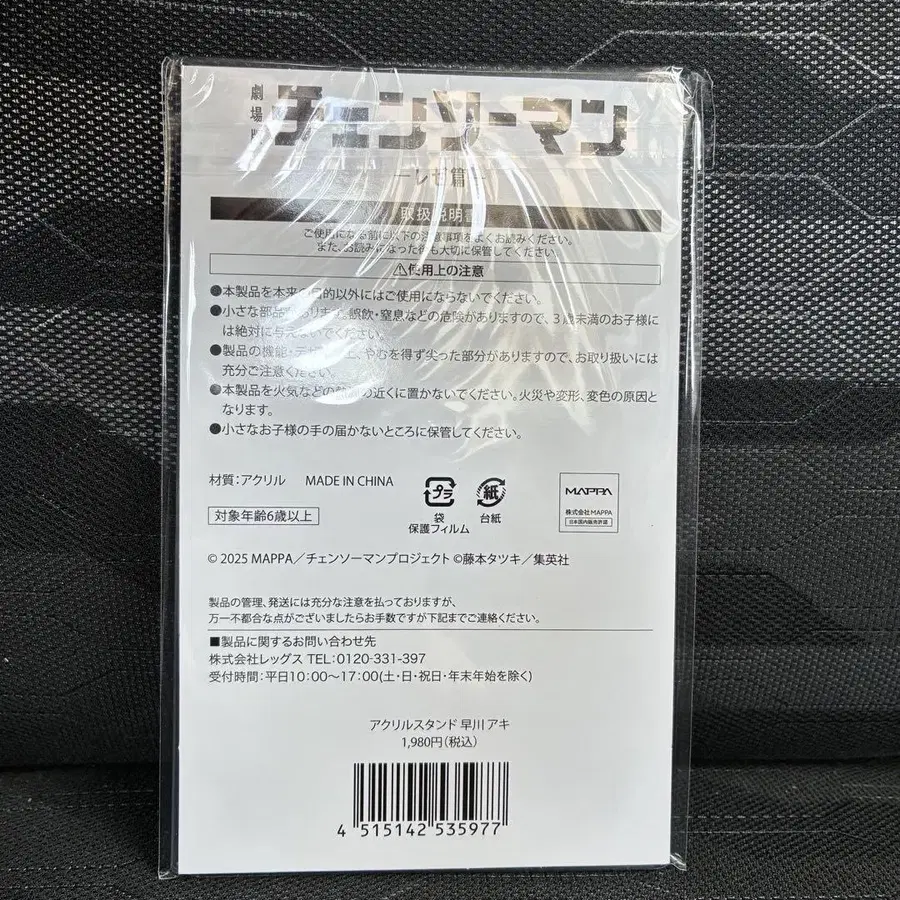 劇場版
チェンソーマン
ーレゼ篇ー
取扱説明書
ご使用になる前に以下の注意事項をよくお読みください。
また、お読みになった後も大切に保管してください。
⚠使用上の注意
●本製品を本来の目的以外にはご使用にならないでください。
●小さな部品がありますので、誤飲・窒息などの危険がありますので、3歳未満のお子様に
は絶対に与えないでください。
●製品の機能・デザイン上、やむを得ず尖った部分がありますので、お取り扱いには
充分ご注意ください。
●本製品を火気などの熱源の近くに置かないでください。火災や変形、変色の原因と
なります。
●小さなお子様の手の届かないところに保管してください。
材質:アクリル MADE IN CHINA
対象年齢6歳以上
プラ
袋
保護フィルム
紙
台紙
MAPPA
株式会社MAPPA
日本国内販売許諾
© 2025 MAPPA/チェンソーマンプロジェクト ©藤本タツキ/集英社
製品の管理、発送には充分な注意を払っておりますが、
万一不都合な点がございましたらお手数ですが下記までご連絡ください。
■製品に関するお問い合わせ先
株式会社レッグス TEL:0120-331-397
受付時間:平日10:00〜17:00(土・日・祝日・年末年始を除く)
アクリルスタンド 早川 アキ
1,980円(税込)
4 515142 535977